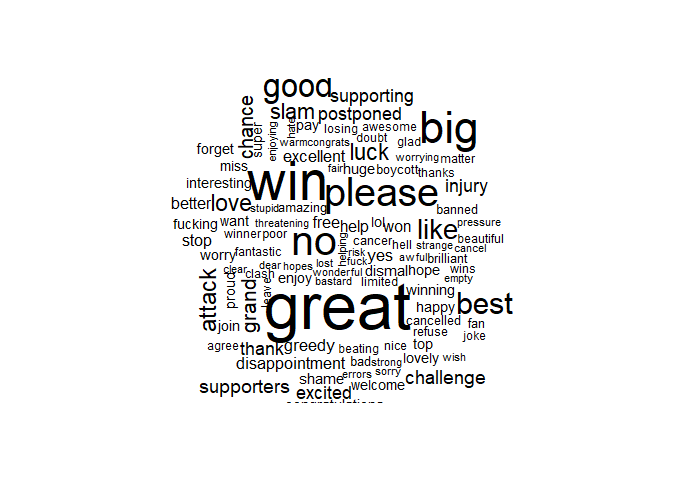 good
supporting
slam postponed
big
chance
super
enjoying
hate
pay losing awesome
doubt
glad
warm congrats
forget
excellent luck
worrying matter
miss
fair huge boycott thanks
interesting
win please injury
better love
stupid amazing
banned
fucking want
threatening free help lol won like pressure
winner poor
no
stop
cancer hell strange beautiful
cancel
worry fantastic
helping
risk yes
fuck
awful brilliant
dear hopes lost
clear clash
wonderful dismal hope wins
empty
attack
proud
grand
leave
enjoy bastard limited winning
great
happy best
join
cancelled fan
refuse
joke
agree thank greedy beating nice top
disappointment bad strong lovely wish
supporters
shame errors sorry
welcome challenge
excited
congratulations